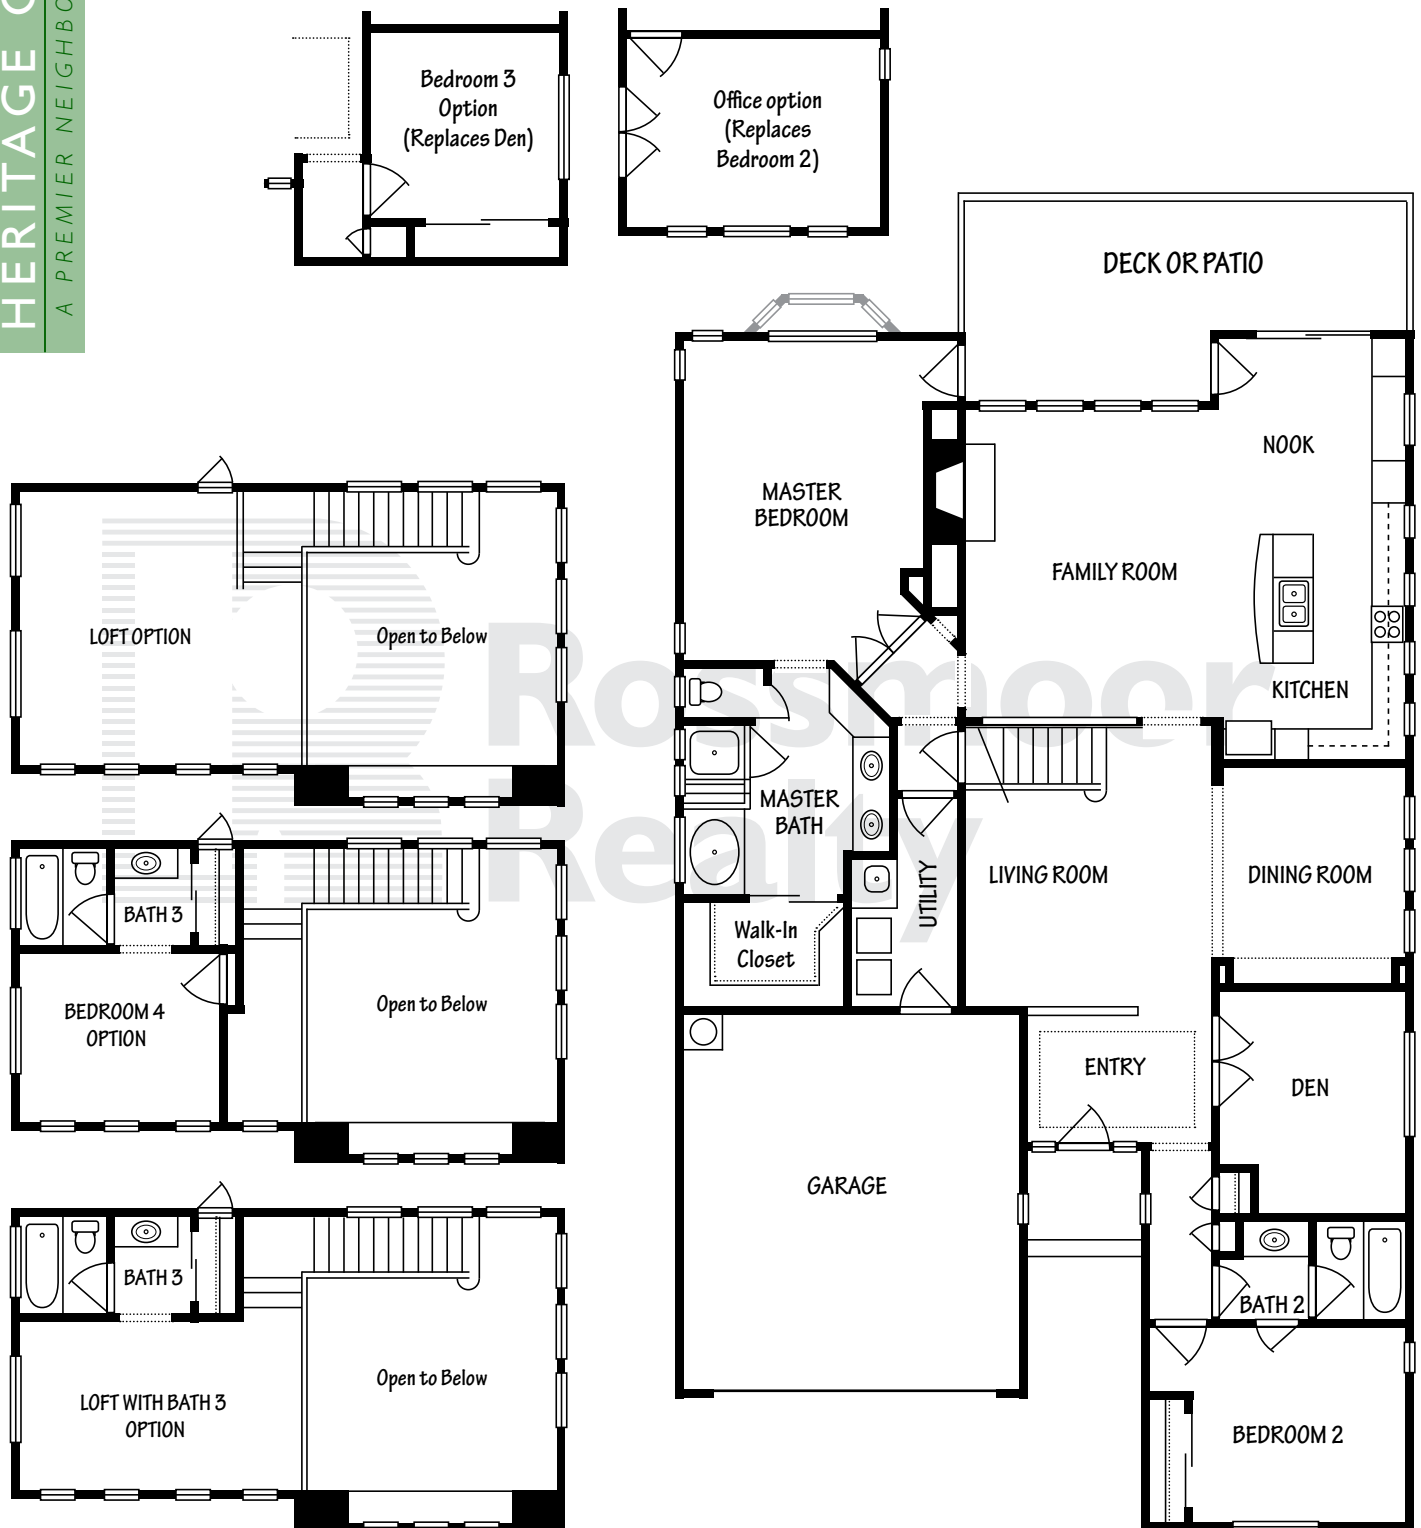 HERITAGE
A PREMIER
Bedroom 3
Option
(Replaces Den)
Office option
(Replaces
Bedroom 2)
DECK OR PATIO
NOOK
MASTER
BEDROOM
FAMILY ROOM
KITCHEN
LOFT OPTION
Open to Below
Rossmoor
Realty
MASTER
BATH
UTILITY
LIVING ROOM
DINING ROOM
Walk-In
Closet
BATH 3
BEDROOM 4
OPTION
Open to Below
ENTRY
DEN
GARAGE
BATH 3
LOFT WITH BATH 3
OPTION
Open to Below
BATH 2
BEDROOM 2